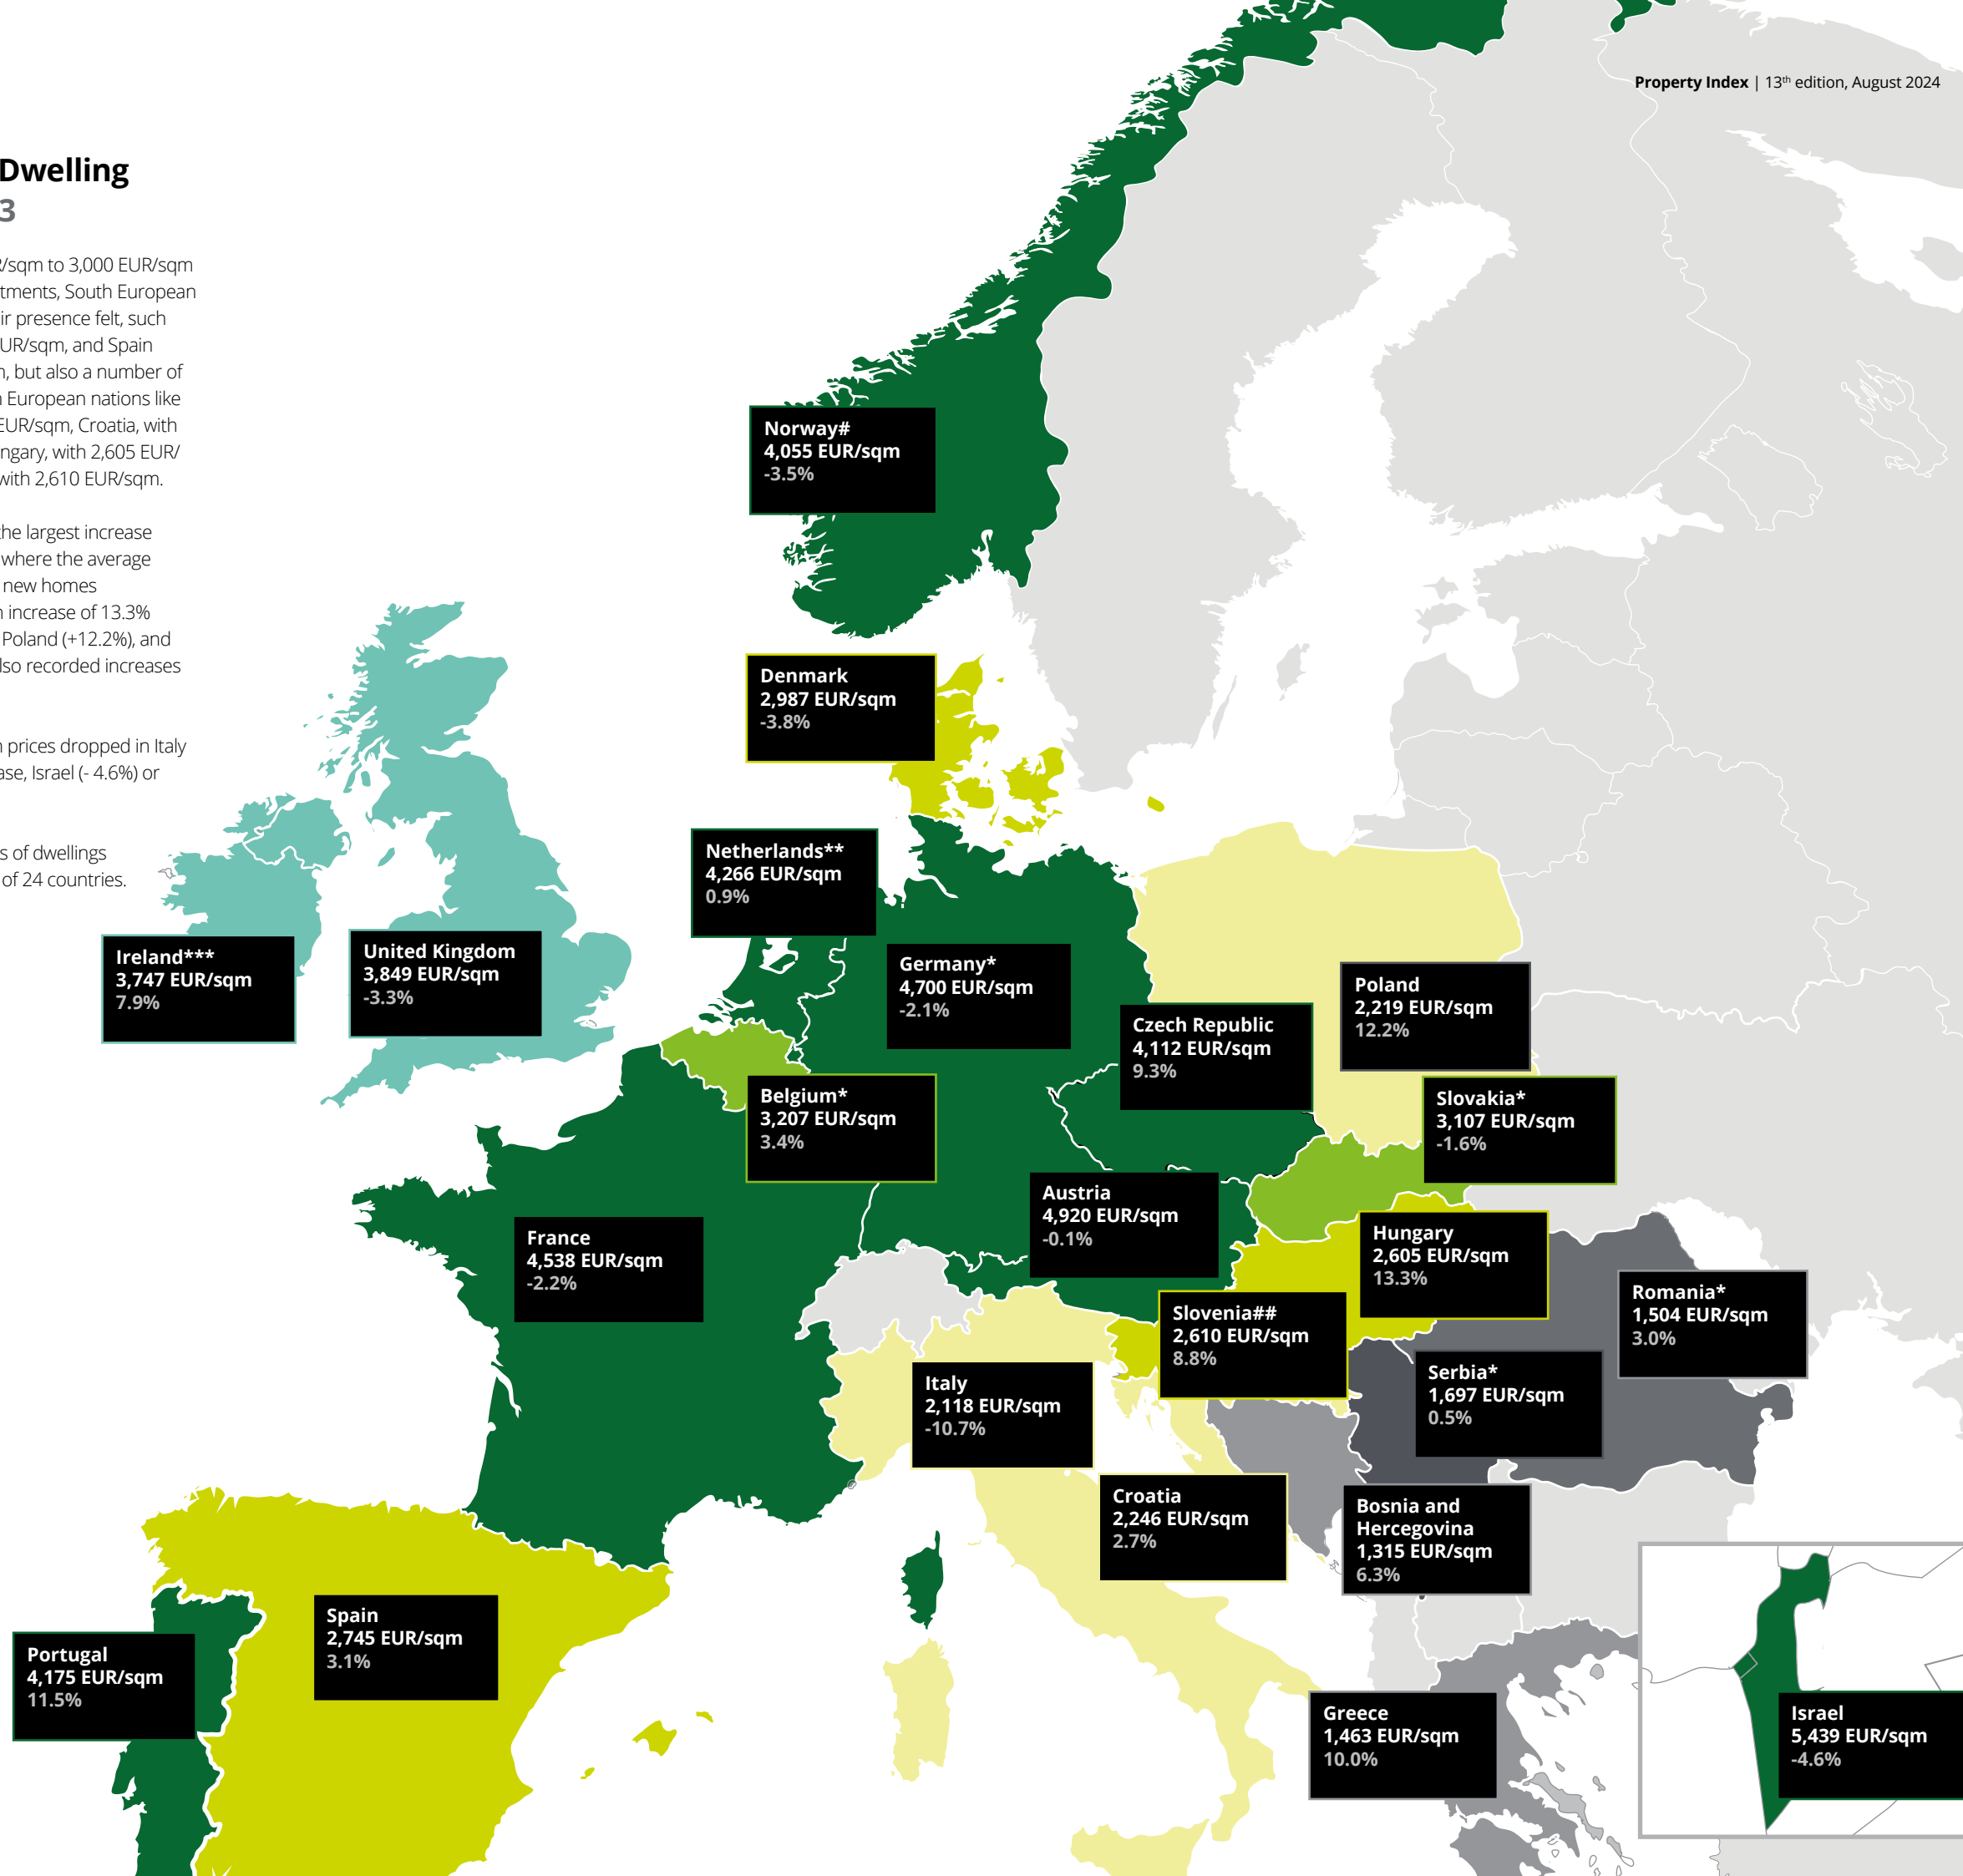 Property Index | 13th edition, August 2024
Dwelling
3
/sqm to 3,000 EUR/sqm
tments, South European
ir presence felt, such
UR/sqm, and Spain
, but also a number of
European nations like
EUR/sqm, Croatia, with
ngary, with 2,605 EUR/
with 2,610 EUR/sqm.
the largest increase
where the average
new homes
increase of 13.3%
Poland (+12.2%), and
lso recorded increases
prices dropped in Italy
ase, Israel (- 4.6%) or
s of dwellings
of 24 countries.
Norway#
4,055 EUR/sqm
-3.5%
Denmark
2,987 EUR/sqm
-3.8%
Netherlands**
4,266 EUR/sqm
0.9%
Ireland***
3,747 EUR/sqm
7.9%
United Kingdom
3,849 EUR/sqm
-3.3%
Germany*
4,700 EUR/sqm
-2.1%
Poland
2,219 EUR/sqm
12.2%
Czech Republic
4,112 EUR/sqm
9.3%
Belgium*
3,207 EUR/sqm
3.4%
Slovakia*
3,107 EUR/sqm
-1.6%
Austria
4,920 EUR/sqm
-0.1%
France
4,538 EUR/sqm
-2.2%
Hungary
2,605 EUR/sqm
13.3%
Romania*
1,504 EUR/sqm
3.0%
Slovenia##
2,610 EUR/sqm
8.8%
Serbia*
1,697 EUR/sqm
0.5%
Italy
2,118 EUR/sqm
-10.7%
Croatia
2,246 EUR/sqm
2.7%
Bosnia and
Hercegovina
1,315 EUR/sqm
6.3%
Spain
2,745 EUR/sqm
3.1%
Portugal
4,175 EUR/sqm
11.5%
Greece
1,463 EUR/sqm
10.0%
Israel
5,439 EUR/sqm
-4.6%